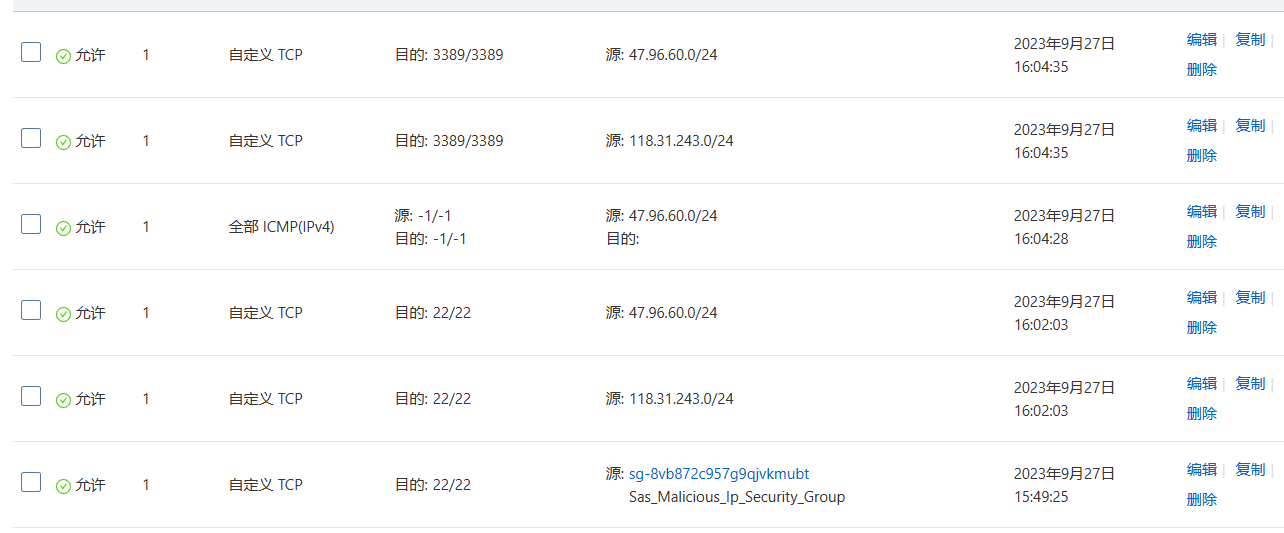 允许 1 自定义 TCP 目的: 3389/3389 源: 47.96.60.0/24 2023年9月27日 16:04:35 编辑 复制 删除
允许 1 自定义 TCP 目的: 3389/3389 源: 118.31.243.0/24 2023年9月27日 16:04:35 编辑 复制 删除
允许 1 全部 ICMP(IPv4) 源: -1/-1 目的: -1/-1 源: 47.96.60.0/24 目的: 2023年9月27日 16:04:28 编辑 复制 删除
允许 1 自定义 TCP 目的: 22/22 源: 47.96.60.0/24 2023年9月27日 16:02:03 编辑 复制 删除
允许 1 自定义 TCP 目的: 22/22 源: 118.31.243.0/24 2023年9月27日 16:02:03 编辑 复制 删除
允许 1 自定义 TCP 目的: 22/22 源: sg-8vb872c957g9qjvkmubt Sas_Malicious_Ip_Security_Group 2023年9月27日 15:49:25 编辑 复制 删除